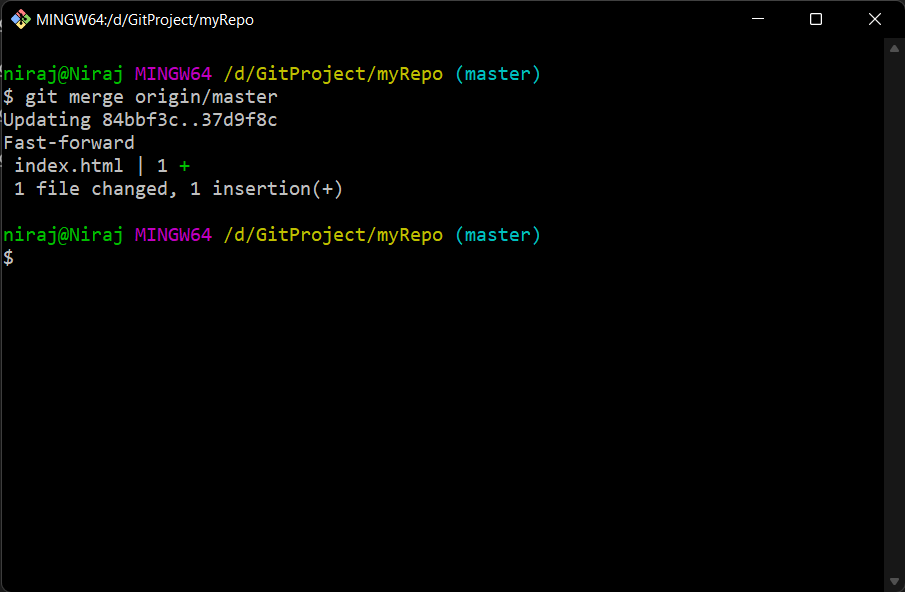 MINGW64:/d/GitProject/myRepo
niraj@Niraj MINGW64 /d/GitProject/myRepo (master)
$ git merge origin/master
Updating 84bbf3c..37d9f8c
Fast-forward
 index.html | 1 +
 1 file changed, 1 insertion(+)
niraj@Niraj MINGW64 /d/GitProject/myRepo (master)
$